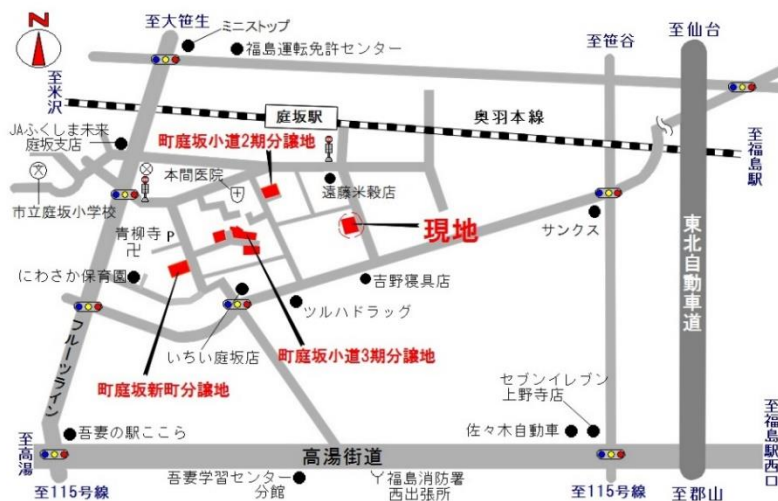 N
至大笹生
ミニストップ
福島運転免許センター
至笹谷
至仙台
至米沢
庭坂駅
奥羽本線
JAふくしま未来
庭坂支店
町庭坂小道2期分譲地
至福島駅
本間医院
遠藤米穀店
市立庭坂小学校
文
現地
サンクス
青柳寺
P
卍
にわさか保育園
吉野寝具店
ツルハドラッグ
東北自動車道
フルーツライン
いちい庭坂店
町庭坂小道3期分譲地
町庭坂新町分譲地
セブンイレブン
上野寺店
至高湯
吾妻の駅ここら
佐々木自動車
至福島駅西口
高湯街道
吾妻学習センター
分館
福島消防署
西出張所
至115号線
至115号線
至郡山